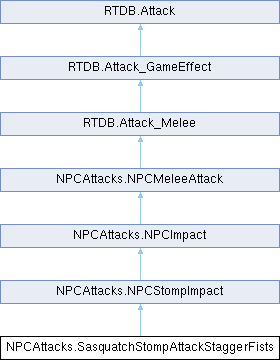 RTDB.Attack
RTDB.Attack_GameEffect
RTDB.Attack_Melee
NPCAttacks.NPCMeleeAttack
NPCAttacks.NPCImpact
NPCAttacks.NPCStompImpact
NPCAttacks.SasquatchStompAttackStaggerFists